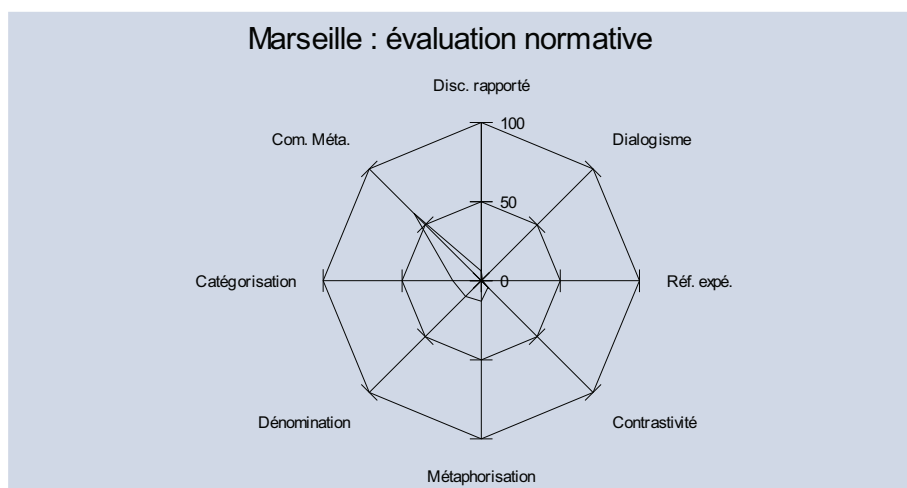 Marseille : évaluation normative
Disc. rapporté
100
Com. Méta.
Dialogisme
50
Catégorisation
0
Réf. expé.
Dénomination
Contrastivité
Métaphorisation